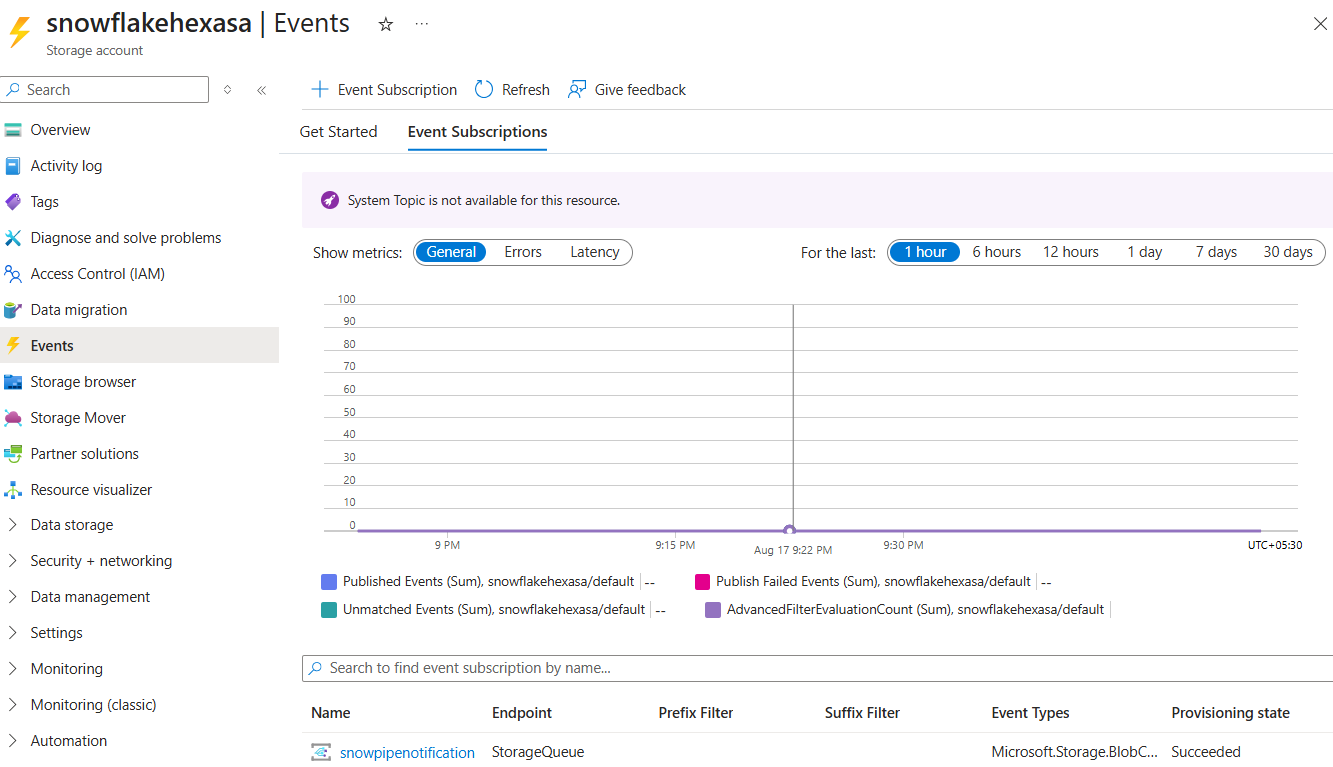 snowflakehexasa | Events
Storage account
Search
Overview
Activity log
Tags
Diagnose and solve problems
Access Control (IAM)
Data migration
Events
Storage browser
Storage Mover
Partner solutions
Resource visualizer
Data storage
Security + networking
Data management
Settings
Monitoring
Monitoring (classic)
Automation
Event Subscription Refresh Give feedback
Get Started Event Subscriptions
System Topic is not available for this resource.
Show metrics: General Errors Latency For the last: 1 hour 6 hours 12 hours 1 day 7 days 30 days
100
90
80
70
60
50
40
30
20
10
0
9 PM 9:15 PM Aug 17 9:22 PM 9:30 PM UTC+05:30
Published Events (Sum), snowflakehexasa/default -- Publish Failed Events (Sum), snowflakehexasa/default --
Unmatched Events (Sum), snowflakehexasa/default -- AdvancedFilterEvaluationCount (Sum), snowflakehexasa/default
Search to find event subscription by name...
Name Endpoint Prefix Filter Suffix Filter Event Types Provisioning state
snowpipenotification StorageQueue Microsoft.Storage.BlobC... Succeeded